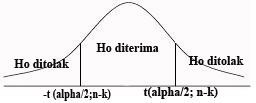 Ho diterima
Ho ditolak
Ho ditolak
-t (alpha/2;n-k)
t(alpha/2; n-k)